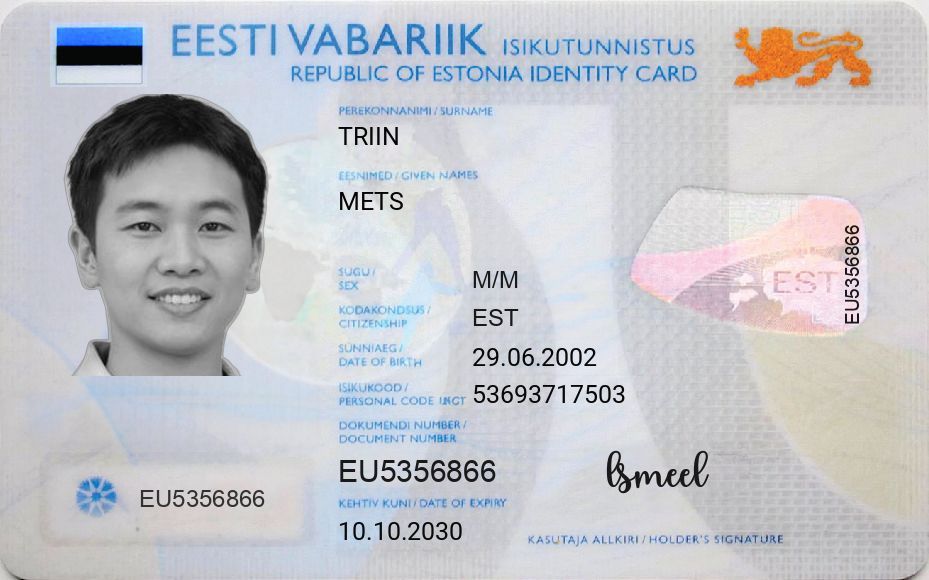 EESTI VABARIIK ISIKUTUNNISTUS
REPUBLIC OF ESTONIA IDENTITY CARD
PEREKONNANIMI / SURNAME
TRIIN
EESNIMED / GIVEN NAMES
METS
SUGU /
SEX
M/M
KODAKONDSUS /
CITIZENSHIP
EST
SÜNNIAEG /
DATE OF BIRTH
29.06.2002
ISIKUKOOD /
PERSONAL CODE
53693717503
DOKUMENDI NUMBER /
DOCUMENT NUMBER
EU5356866
KEHTIV KUNI / DATE OF EXPIRY
10.10.2030
EU5356866
EST
EU5356866
KASUTAJA ALLKIRI / HOLDER'S SIGNATURE